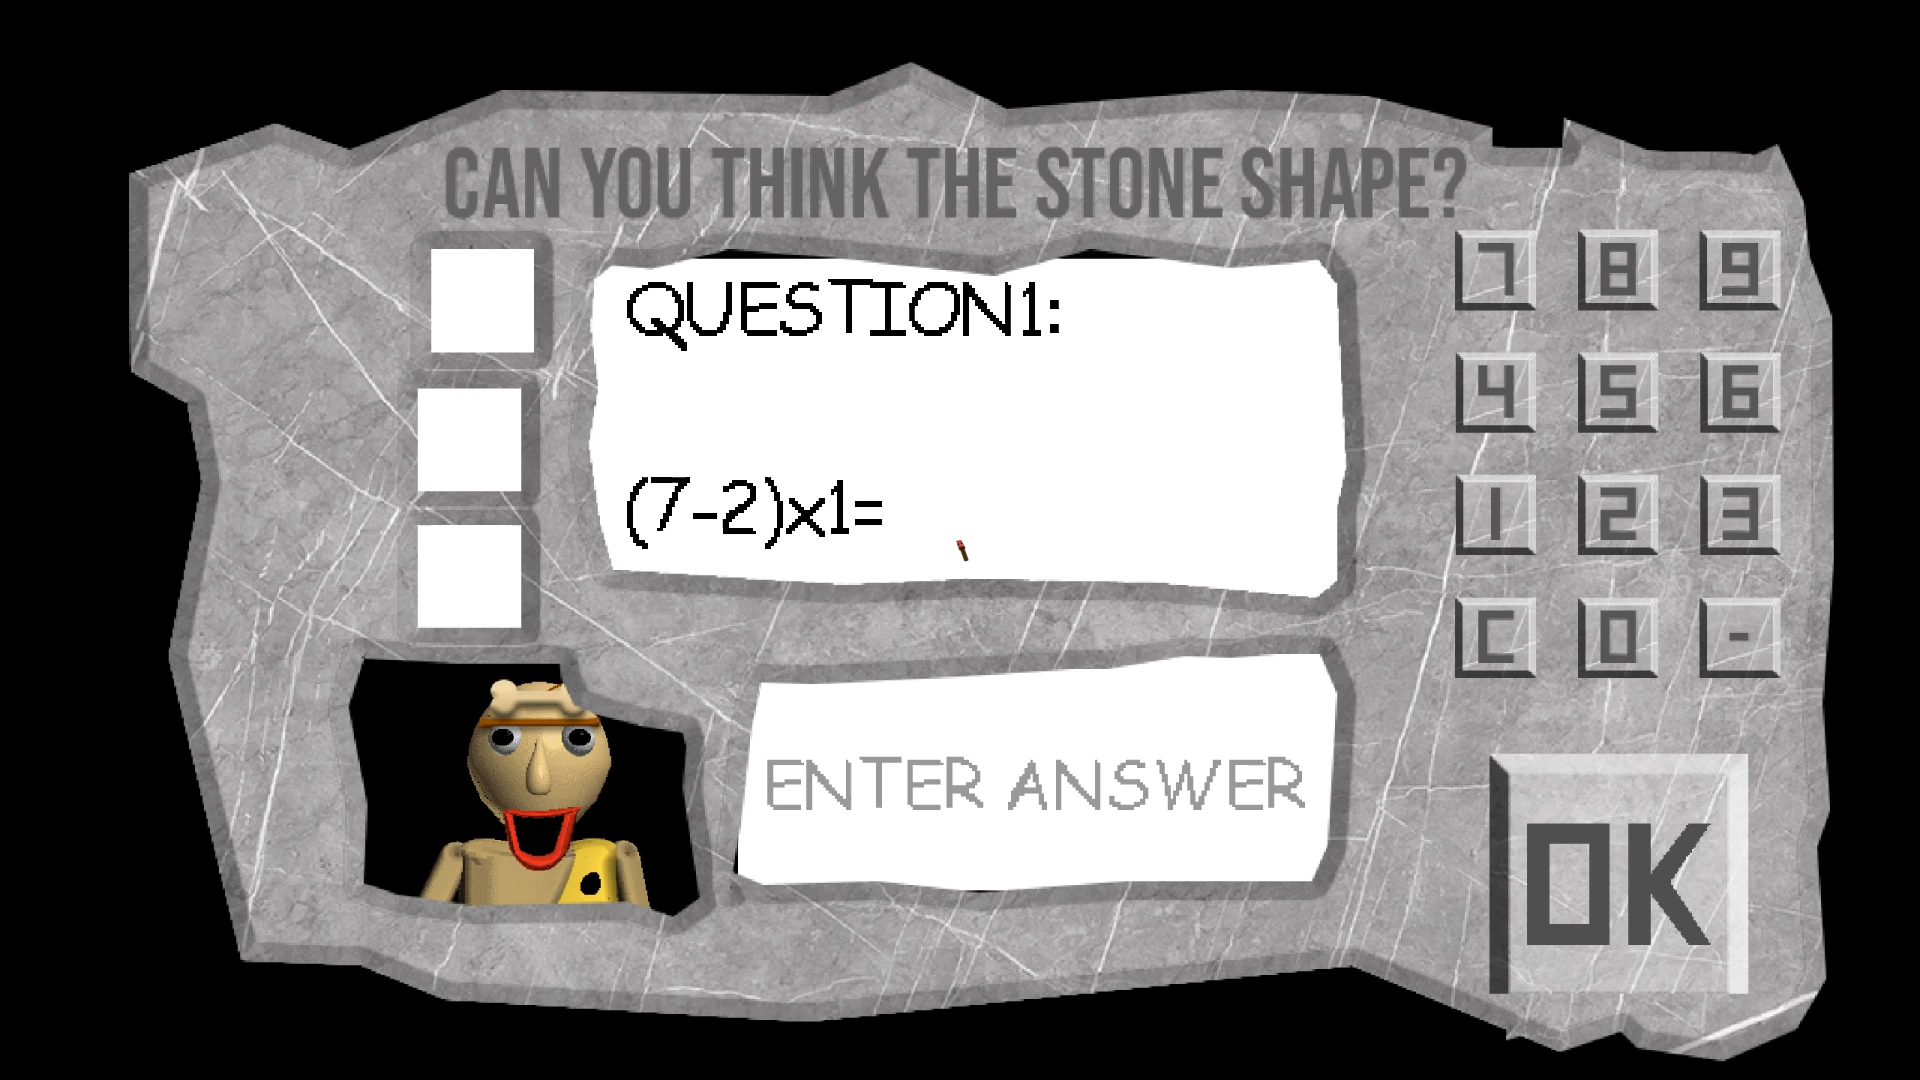 CAN YOU THINK THE STONE SHAPE?
QUESTION1:
(7-2)x1=
7 8 9
4 5 6
1 2 3
C 0 -
ENTER ANSWER
OK